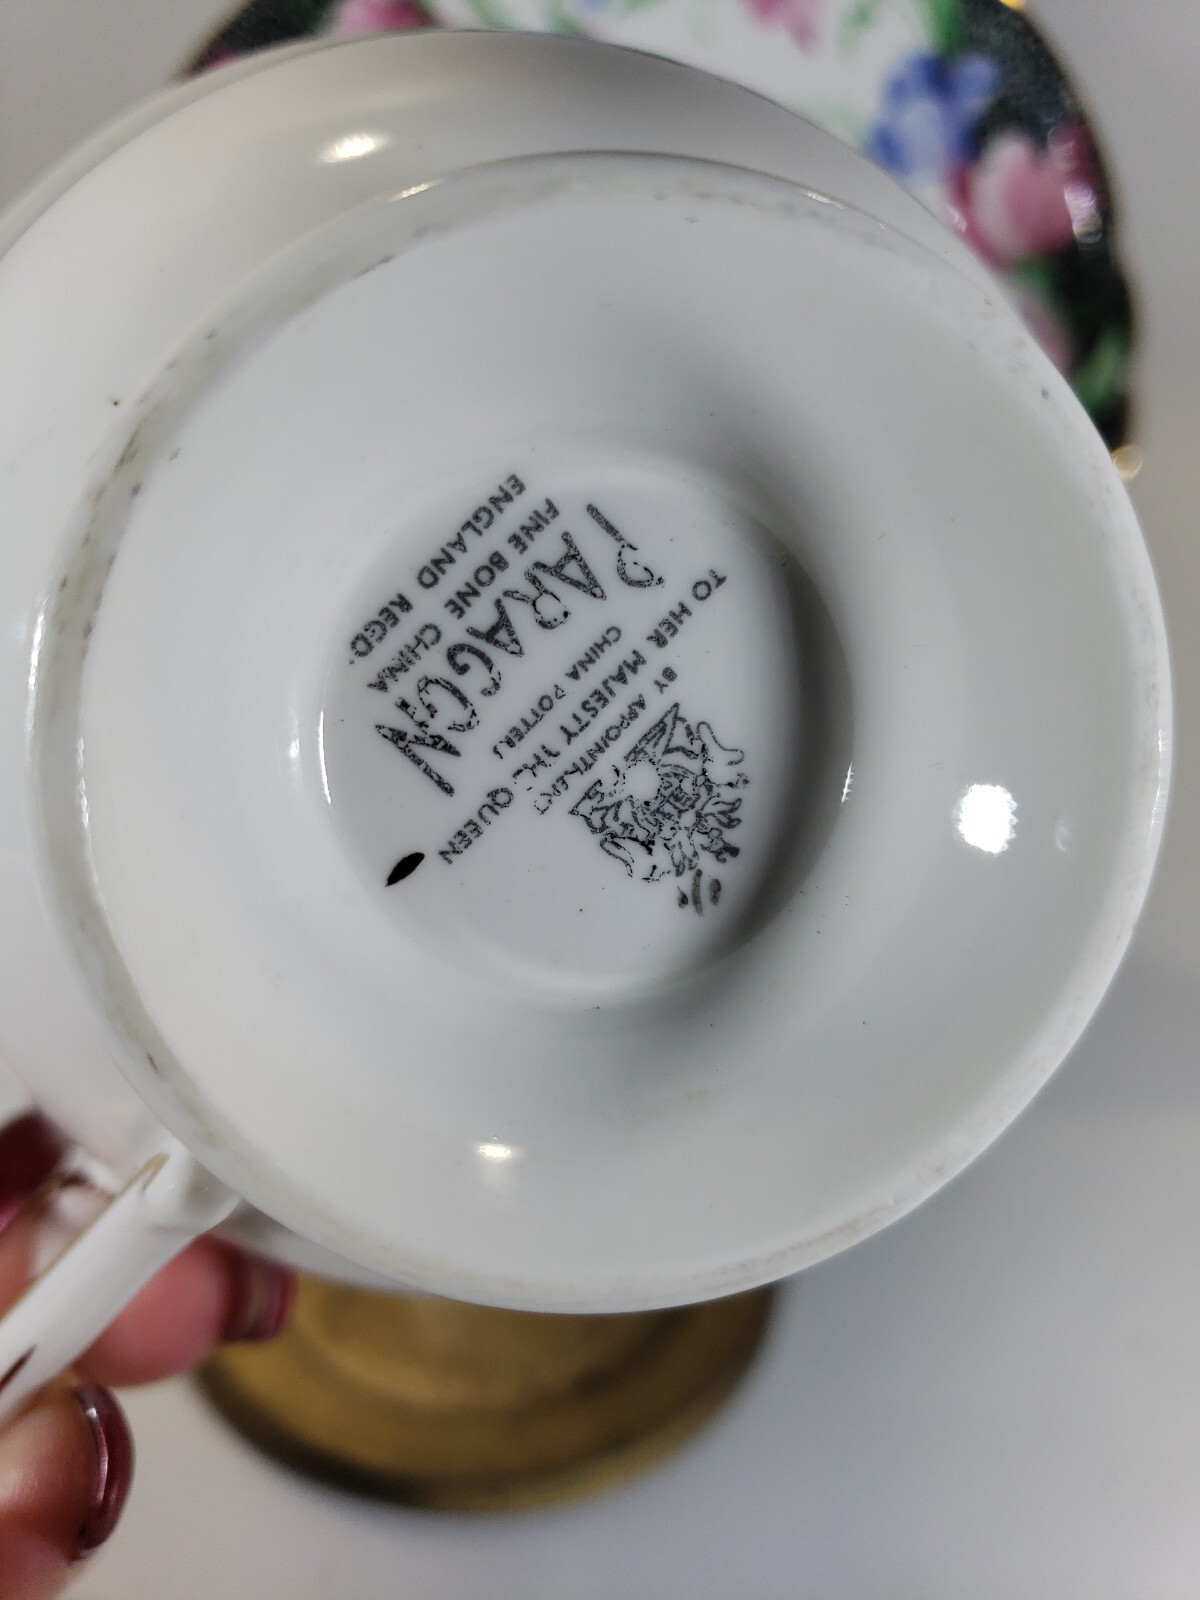 BY APPOINTMENT
TO HER MAJESTY THE QUEEN
CHINA POTTERS
PARAGON
FINE BONE CHINA
ENGLAND REGD.